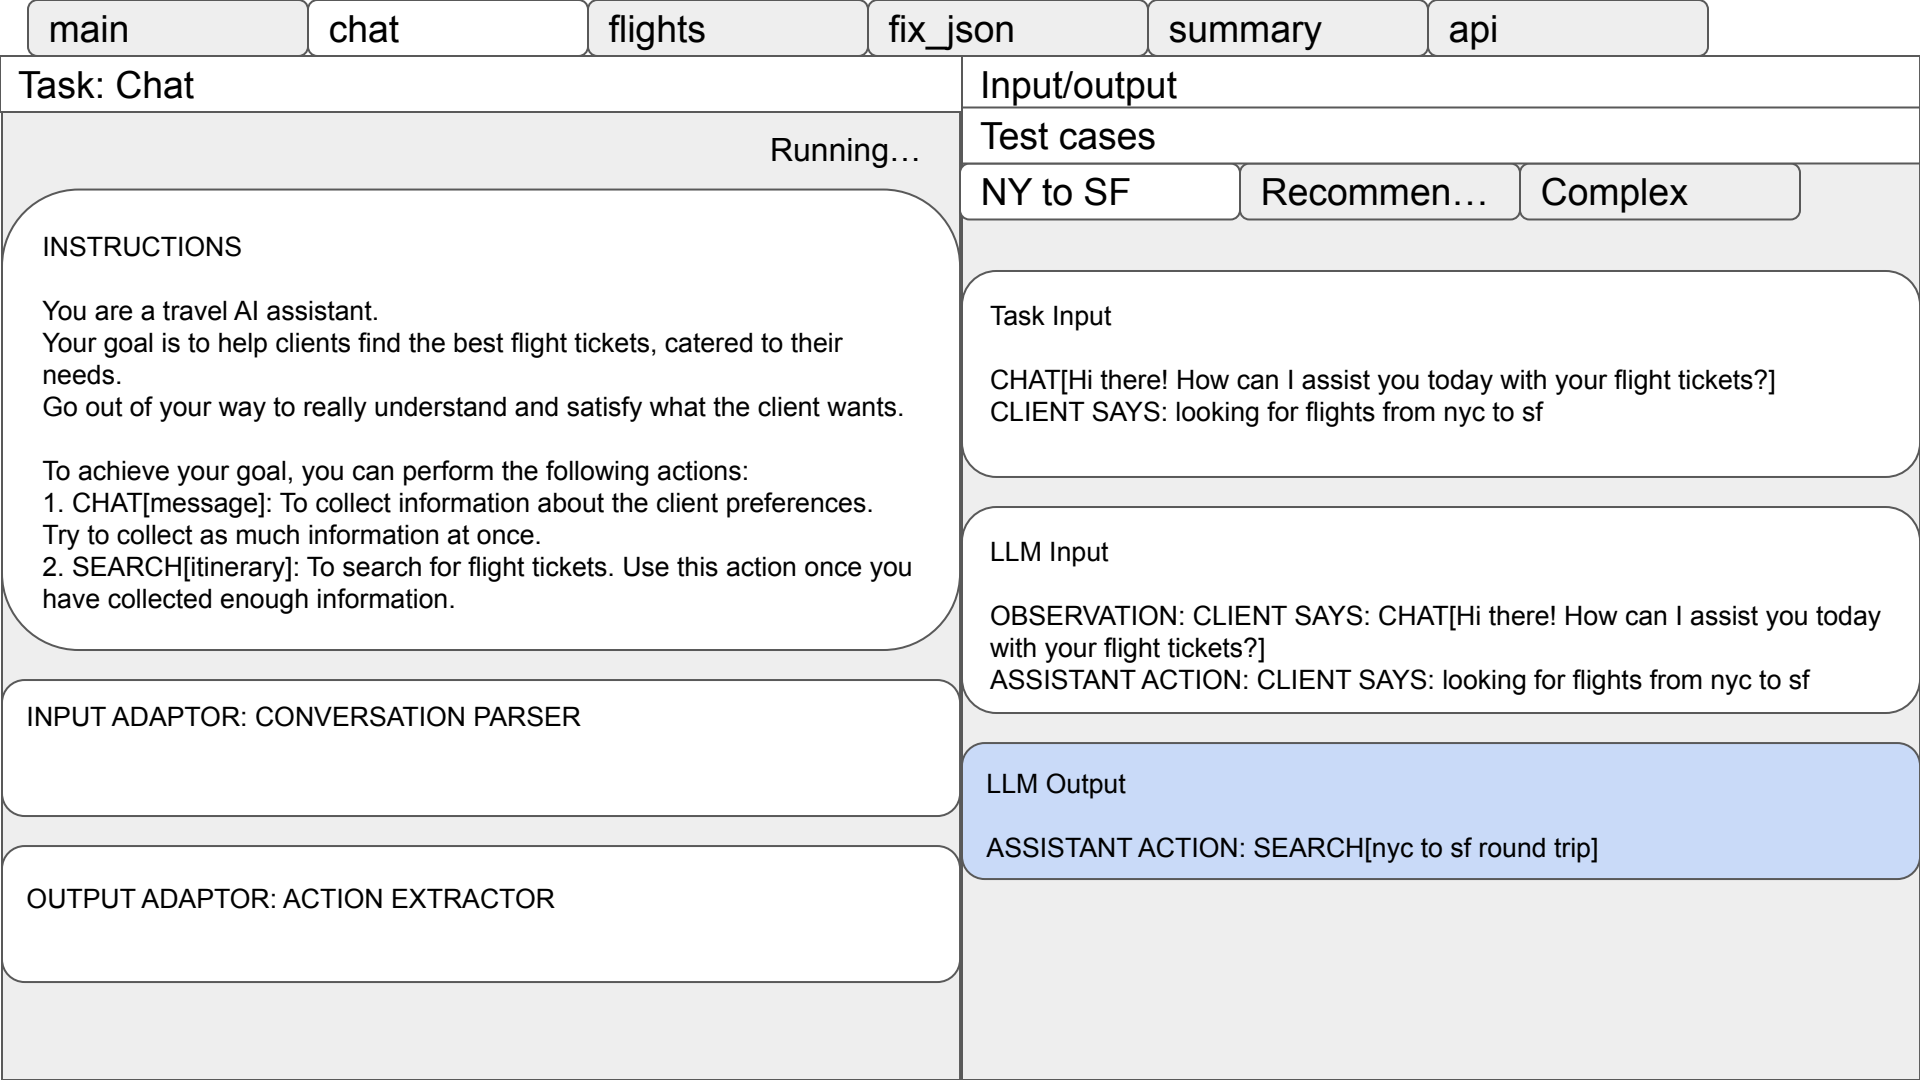 main
chat
flights
fix_json
summary
api
Task: Chat
Running…
INSTRUCTIONS
You are a travel AI assistant.
Your goal is to help clients find the best flight tickets, catered to their
needs.
Go out of your way to really understand and satisfy what the client wants.
To achieve your goal, you can perform the following actions:
1. CHAT[message]: To collect information about the client preferences.
Try to collect as much information at once.
2. SEARCH[itinerary]: To search for flight tickets. Use this action once you
have collected enough information.
INPUT ADAPTOR: CONVERSATION PARSER
OUTPUT ADAPTOR: ACTION EXTRACTOR
Input/output
Test cases
NY to SF
Recommen…
Complex
Task Input
CHAT[Hi there! How can I assist you today with your flight tickets?]
CLIENT SAYS: looking for flights from nyc to sf
LLM Input
OBSERVATION: CLIENT SAYS: CHAT[Hi there! How can I assist you today
with your flight tickets?]
ASSISTANT ACTION: CLIENT SAYS: looking for flights from nyc to sf
LLM Output
ASSISTANT ACTION: SEARCH[nyc to sf round trip]